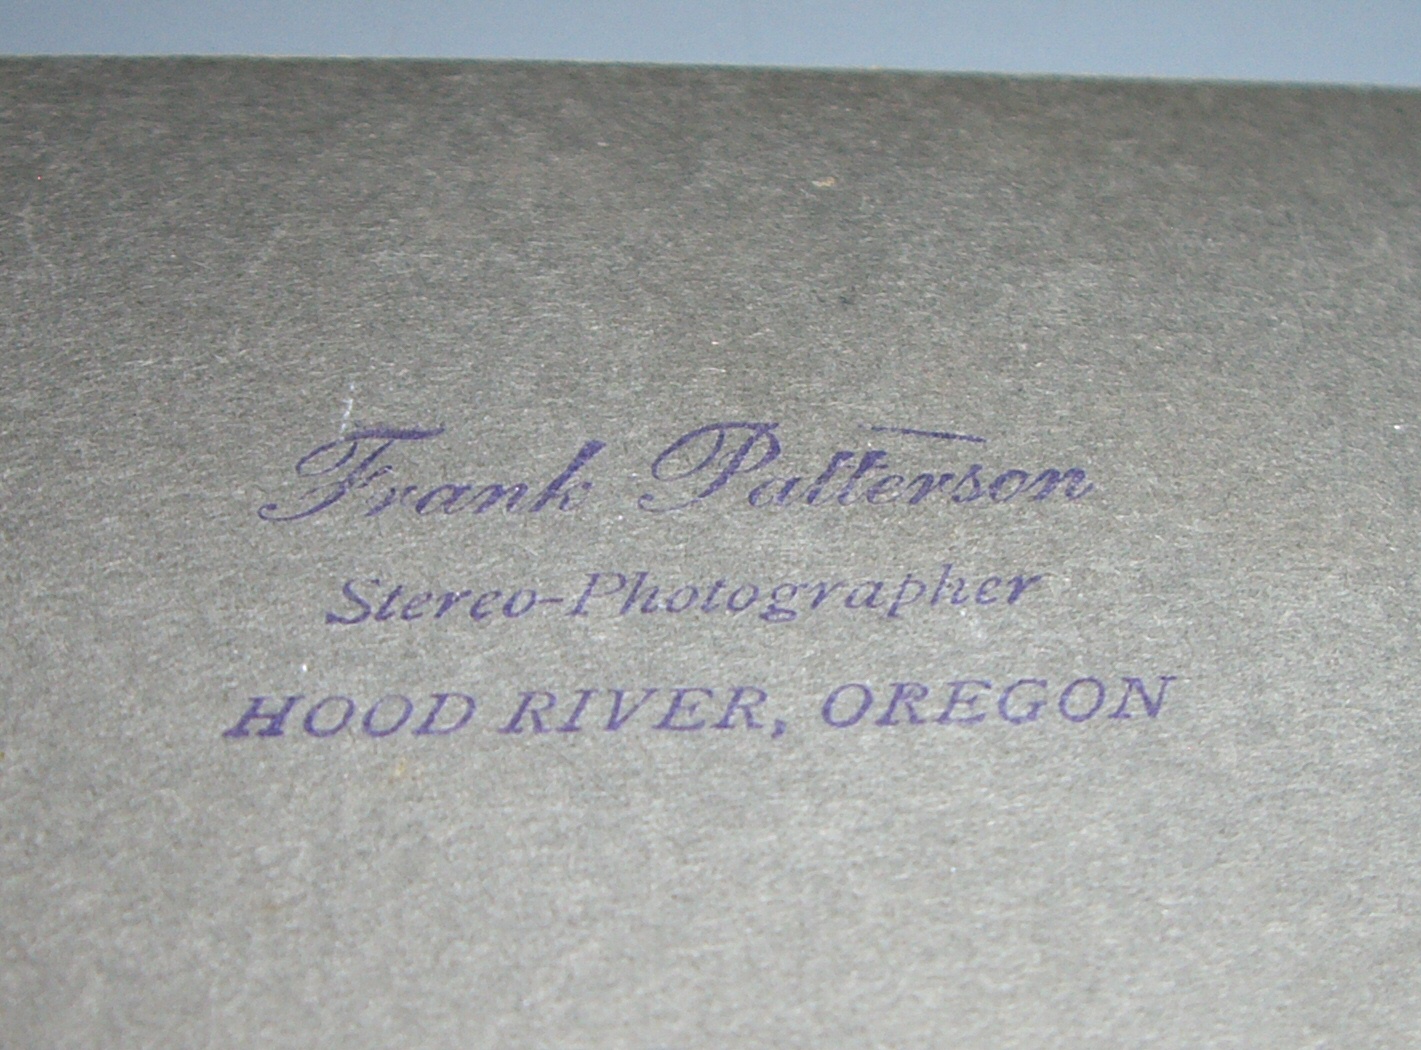 Frank Patterson
Stereo-Photographer
HOOD RIVER, OREGON